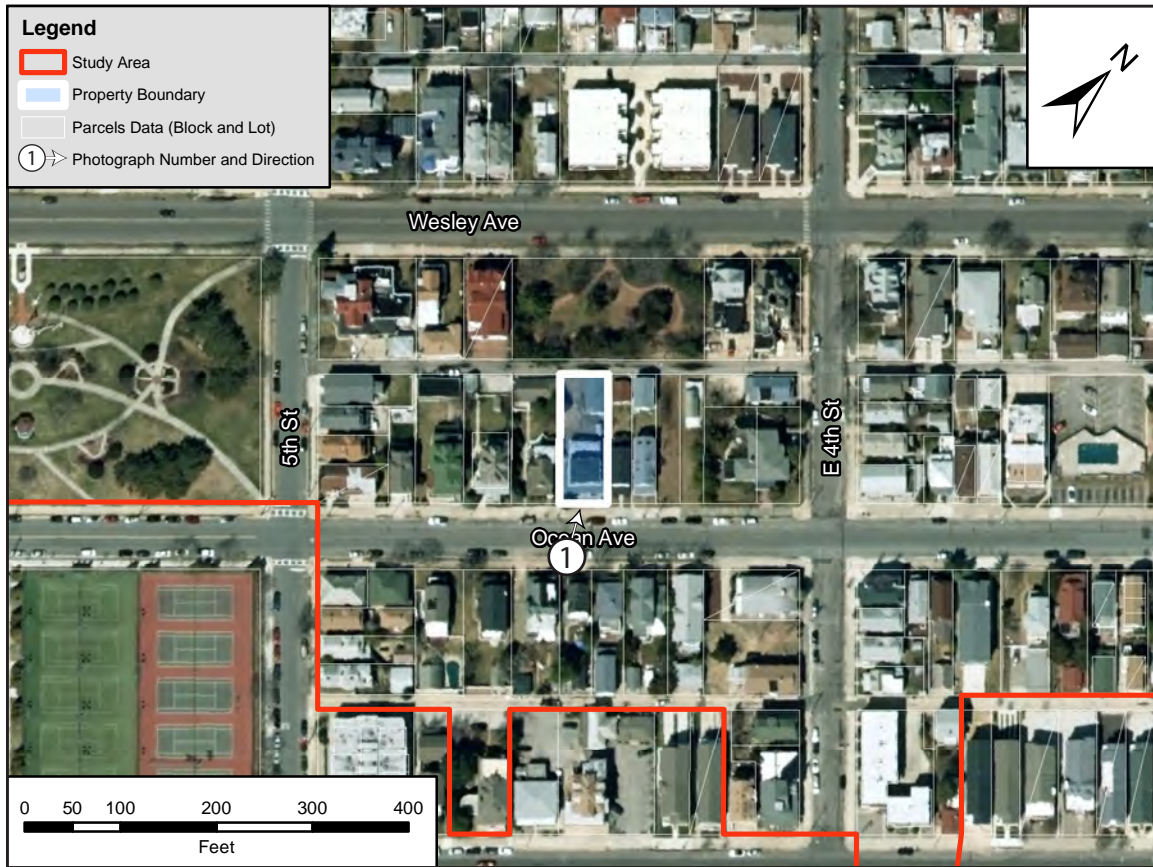 Legend
Study Area
Property Boundary
Parcels Data (Block and Lot)
1 Photograph Number and Direction
N
Wesley Ave
5th St
E 4th St
Ocean Ave
1
0 50 100 200 300 400
Feet